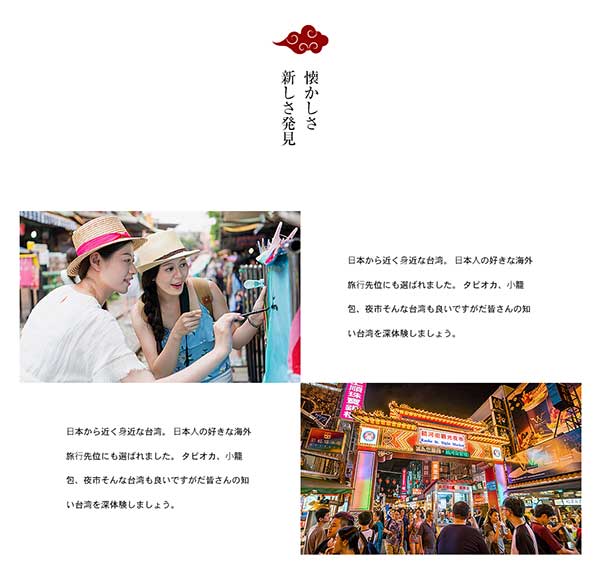 懐かしさ
新しさ発見
日本から近く身近な台湾。 日本人の好きな海外
旅行先位にも選ばれました。 タピオカ、小籠
包、夜市そんな台湾も良いですがだ皆さんの知
い台湾を深体験しましょう。
日本から近く身近な台湾。 日本人の好きな海外
旅行先位にも選ばれました。 タピオカ、小籠
包、夜市そんな台湾も良いですがだ皆さんの知
い台湾を深体験しましょう。
饒河街觀光夜市